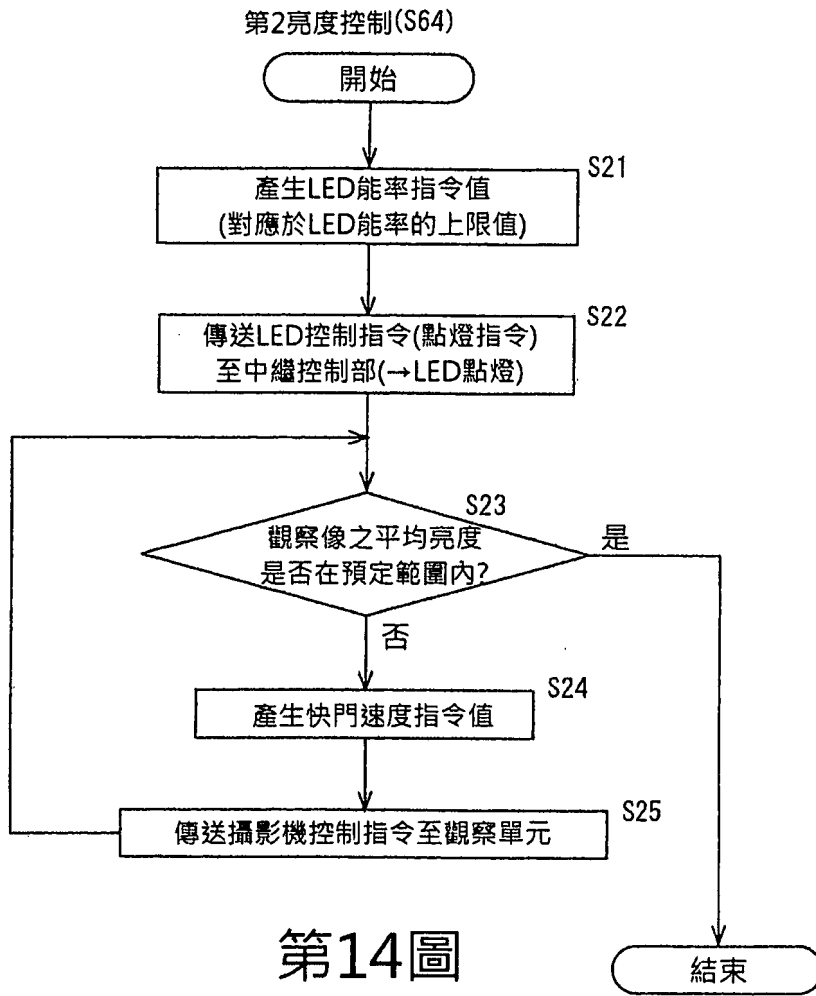 第2亮度控制(S64)
開始
S21
產生LED能率指令值
(對應於LED能率的上限值)
S22
傳送LED控制指令(點燈指令)
至中繼控制部(→LED點燈)
S23
觀察像之平均亮度
是否在預定範圍內?
是
否
S24
產生快門速度指令值
S25
傳送攝影機控制指令至觀察單元
第14圖
結束